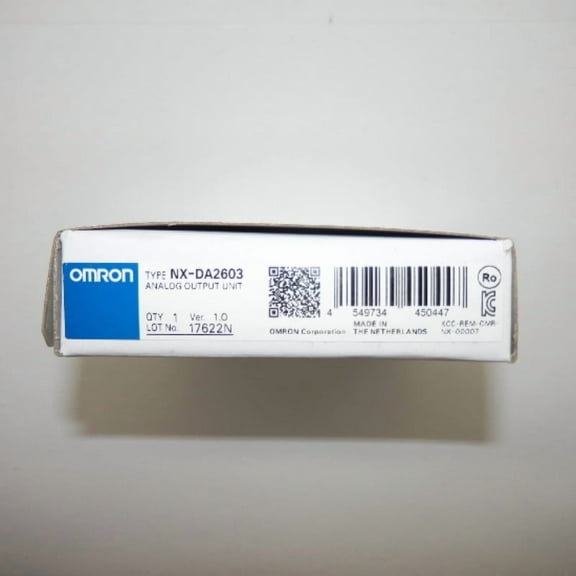 OMRON
TYPE NX-DA2603
ANALOG OUTPUT UNIT
QTY 1 Ver. 1.0
LOT No. 17622N
4 549734 450447
OMRON Corporation
MADE IN
THE NETHERLANDS
Ro
KCC-REM-OMR-
NX-00007